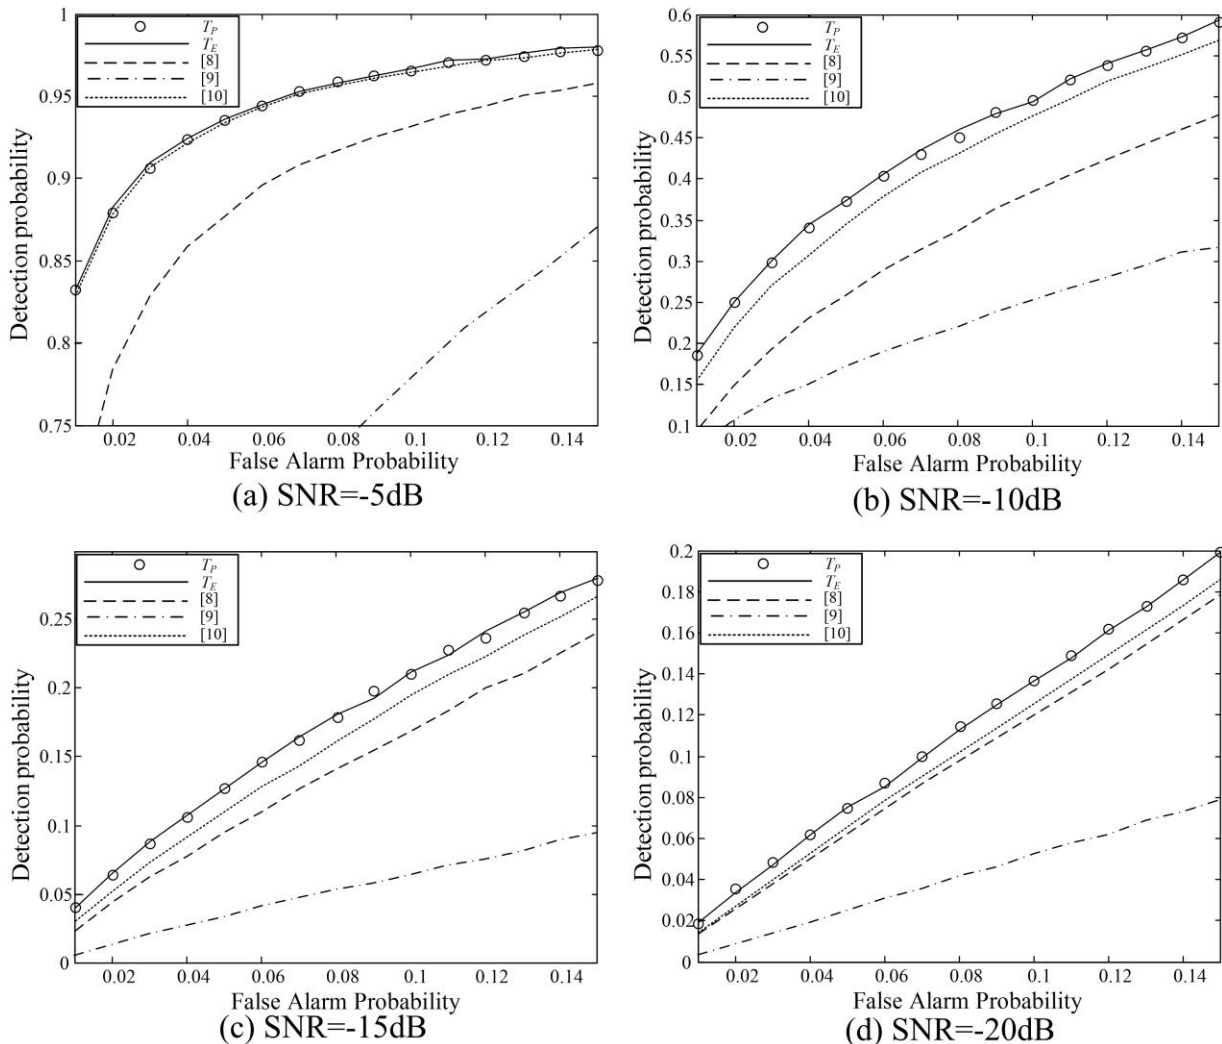 1
0.95
0.9
0.85
0.8
0.75
Detection probability
T_P
T_E
[8]
[9]
[10]
0.02 0.04 0.06 0.08 0.1 0.12 0.14
False Alarm Probability
(a) SNR=-5dB
0.6
0.55
0.5
0.45
0.4
0.35
0.3
0.25
0.2
0.15
0.1
Detection probability
T_P
T_E
[8]
[9]
[10]
0.02 0.04 0.06 0.08 0.1 0.12 0.14
False Alarm Probability
(b) SNR=-10dB
0.25
0.2
0.15
0.1
0.05
0
Detection probability
T_P
T_E
[8]
[9]
[10]
0.02 0.04 0.06 0.08 0.1 0.12 0.14
False Alarm Probability
(c) SNR=-15dB
0.2
0.18
0.16
0.14
0.12
0.1
0.08
0.06
0.04
0.02
0
Detection probability
T_P
T_E
[8]
[9]
[10]
0.02 0.04 0.06 0.08 0.1 0.12 0.14
False Alarm Probability
(d) SNR=-20dB